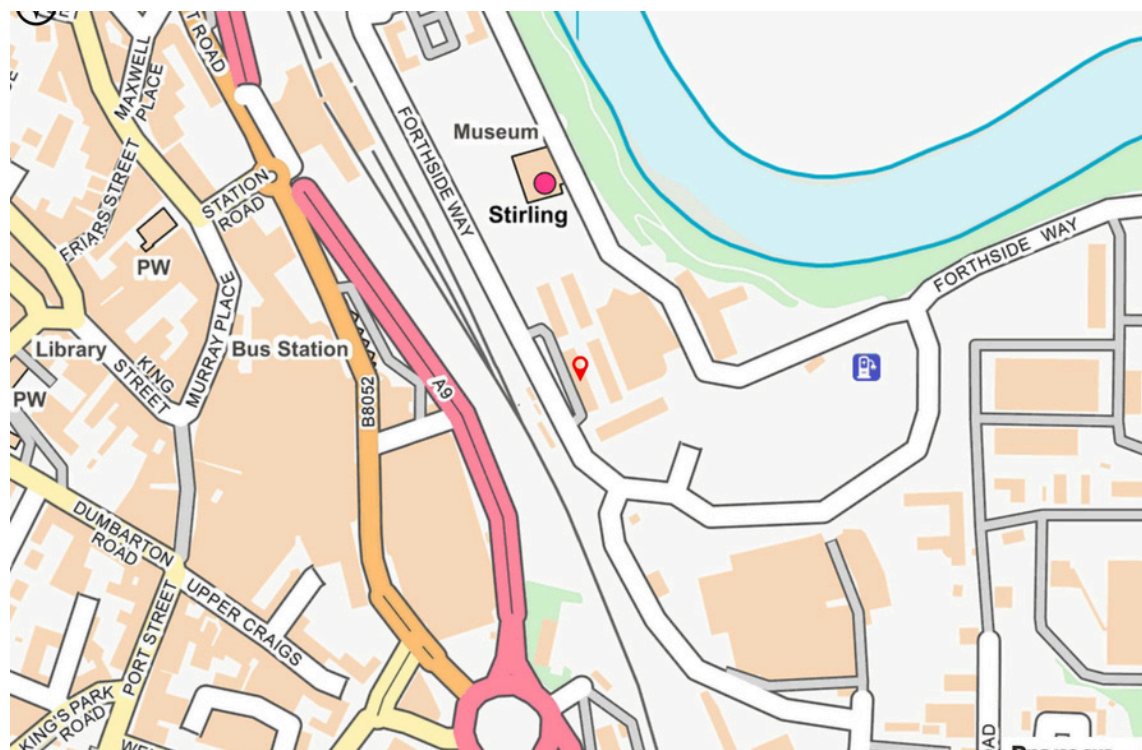 T ROAD
MAXWELL
PLACE
FORTHSIDE WAY
Museum
Stirling
FRIARS STREET
STATION
ROAD
PW
FORTHSIDE WAY
MURRAY PLACE
Library
KING
STREET
Bus Station
A9
B8052
PW
DUMBARTON
ROAD
UPPER CRAIGS
PORT STREET
KING'S PARK
ROAD
AD